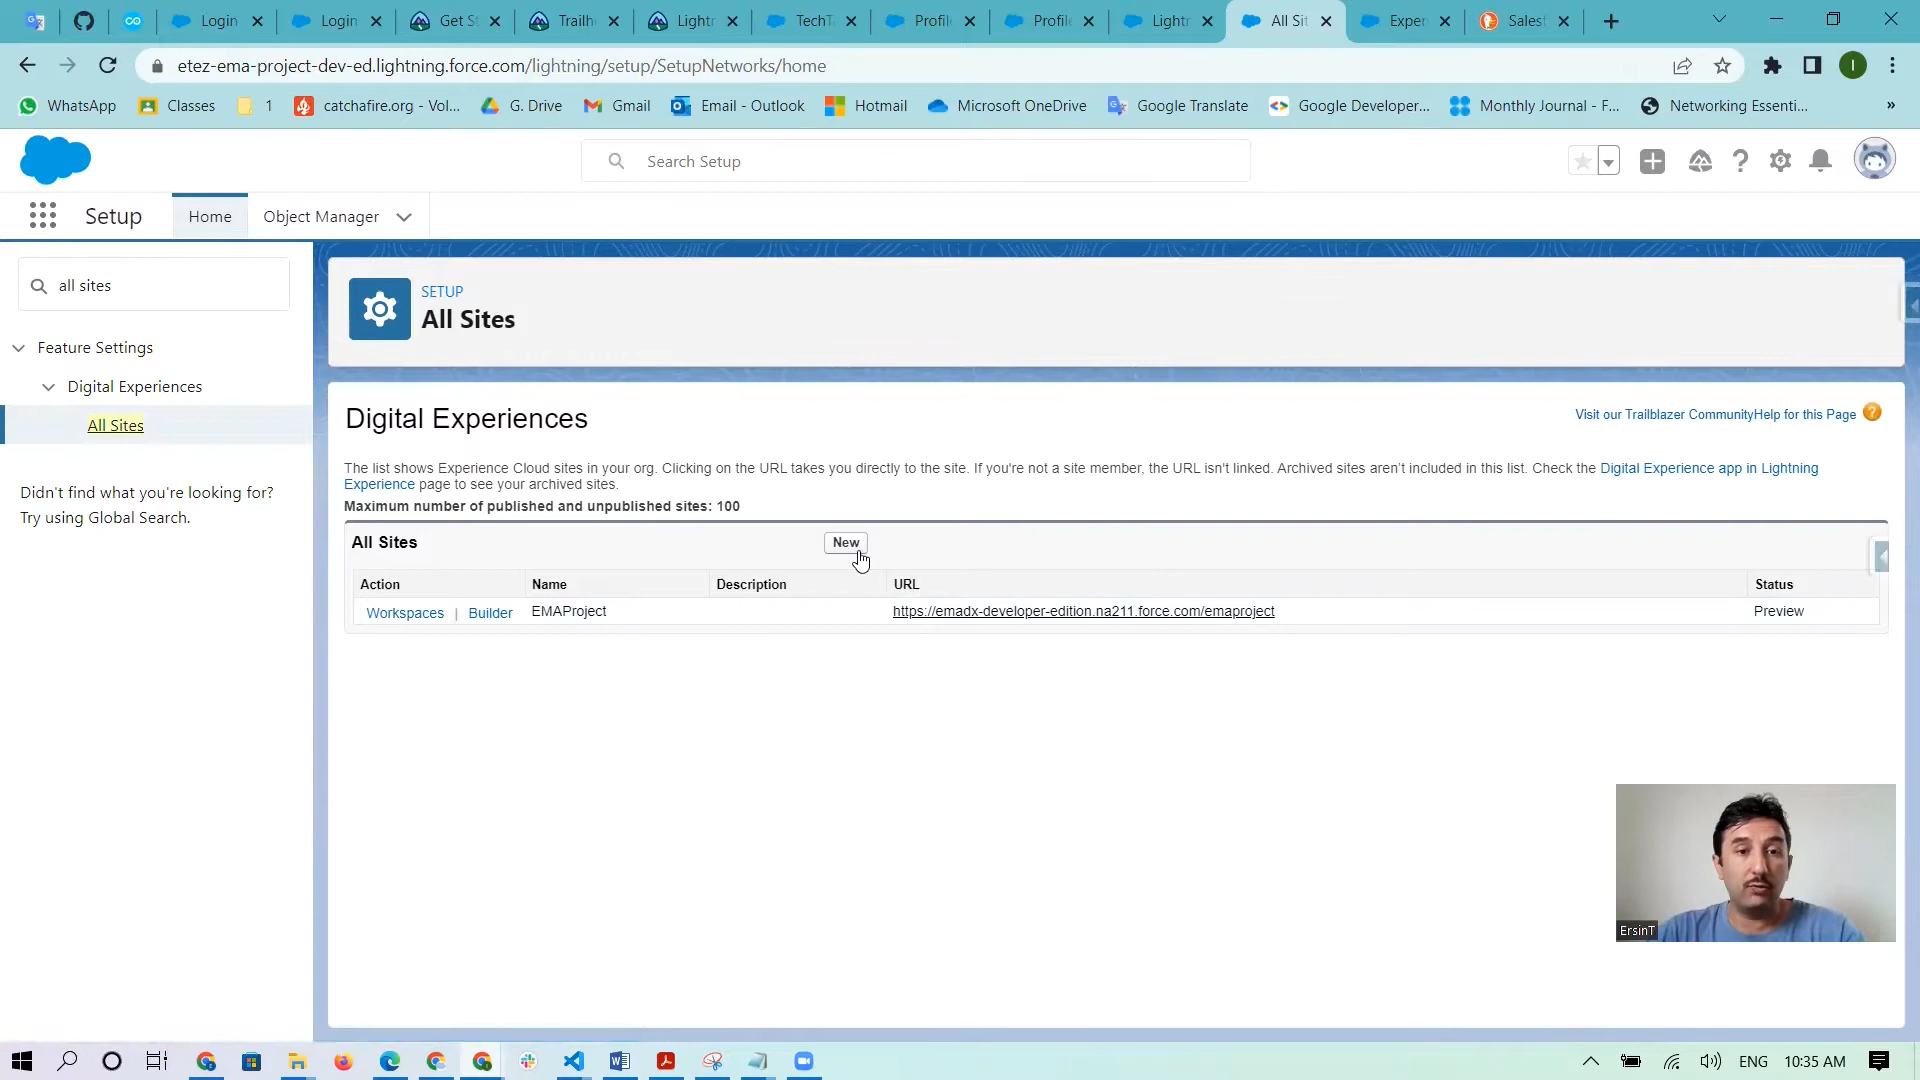 Login
Login
Get St
Trailh
Lightn
TechT
Profile
Profile
Lightn
All Sit
Exper
Salesf
etez-ema-project-dev-ed.lightning.force.com/lightning/setup/SetupNetworks/home
I
WhatsApp
Classes
1
catchafire.org - Vol...
G. Drive
Gmail
Email - Outlook
Hotmail
Microsoft OneDrive
Google Translate
Google Developer...
Monthly Journal - F...
Networking Essenti...
»
Search Setup
Setup
Home
Object Manager
all sites
Feature Settings
Digital Experiences
All Sites
Didn't find what you're looking for?
Try using Global Search.
SETUP
All Sites
Digital Experiences
Visit our Trailblazer Community Help for this Page
The list shows Experience Cloud sites in your org. Clicking on the URL takes you directly to the site. If you're not a site member, the URL isn't linked. Archived sites aren't included in this list. Check the Digital Experience app in Lightning
Experience page to see your archived sites.
Maximum number of published and unpublished sites: 100
All Sites
New
Action Name Description URL Status
Workspaces | Builder EMAProject https://emadx-developer-edition.na211.force.com/emaproject Preview
ErsinT
ENG
10:35 AM